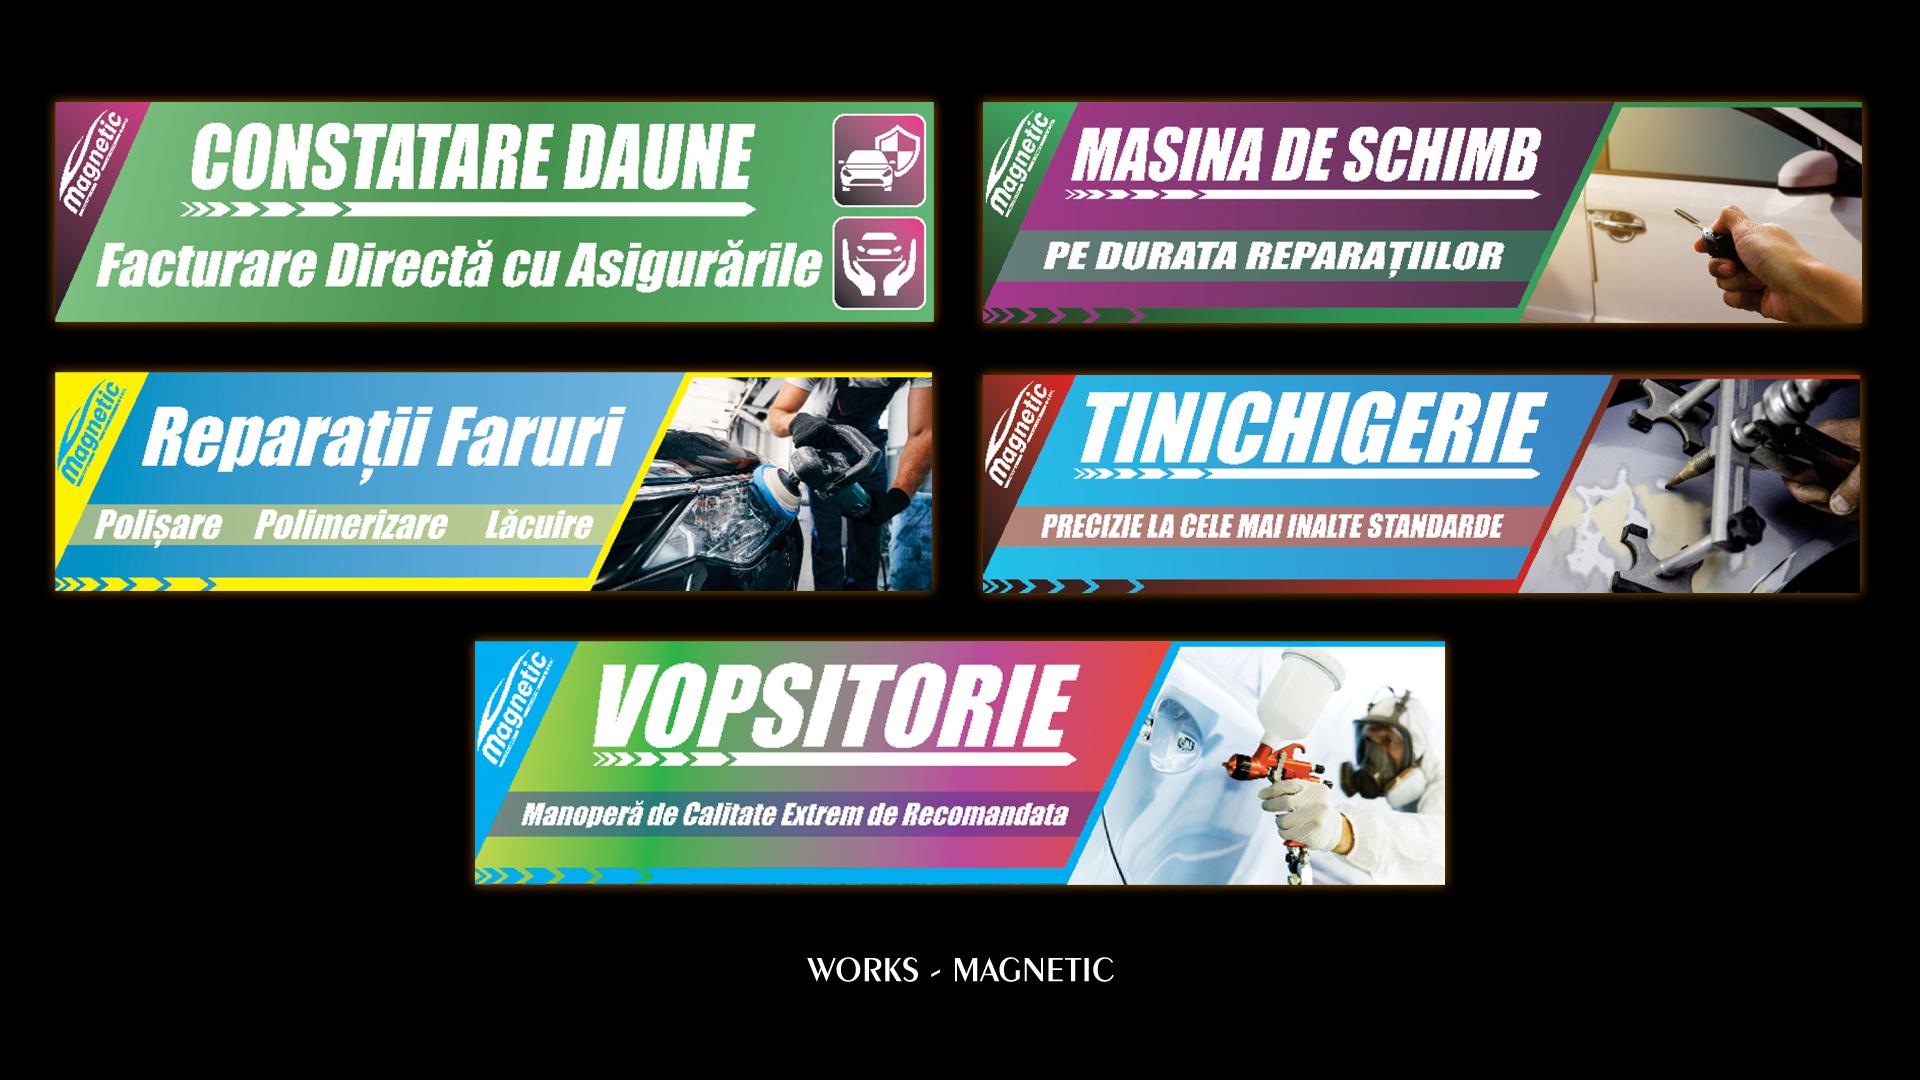 magnetic
CONSTATARE DAUNE
Facturare Directă cu Asigurările
magnetic
MASINA DE SCHIMB
PE DURATA REPARAȚIILOR
magnetic
Reparații Faruri
Polișare Polimerizare Lăcuire
magnetic
TINICHIGERIE
PRECIZIE LA CELE MAI INALTE STANDARDE
magnetic
VOPSITORIE
Manoperă de Calitate Extrem de Recomandata
WORKS - MAGNETIC